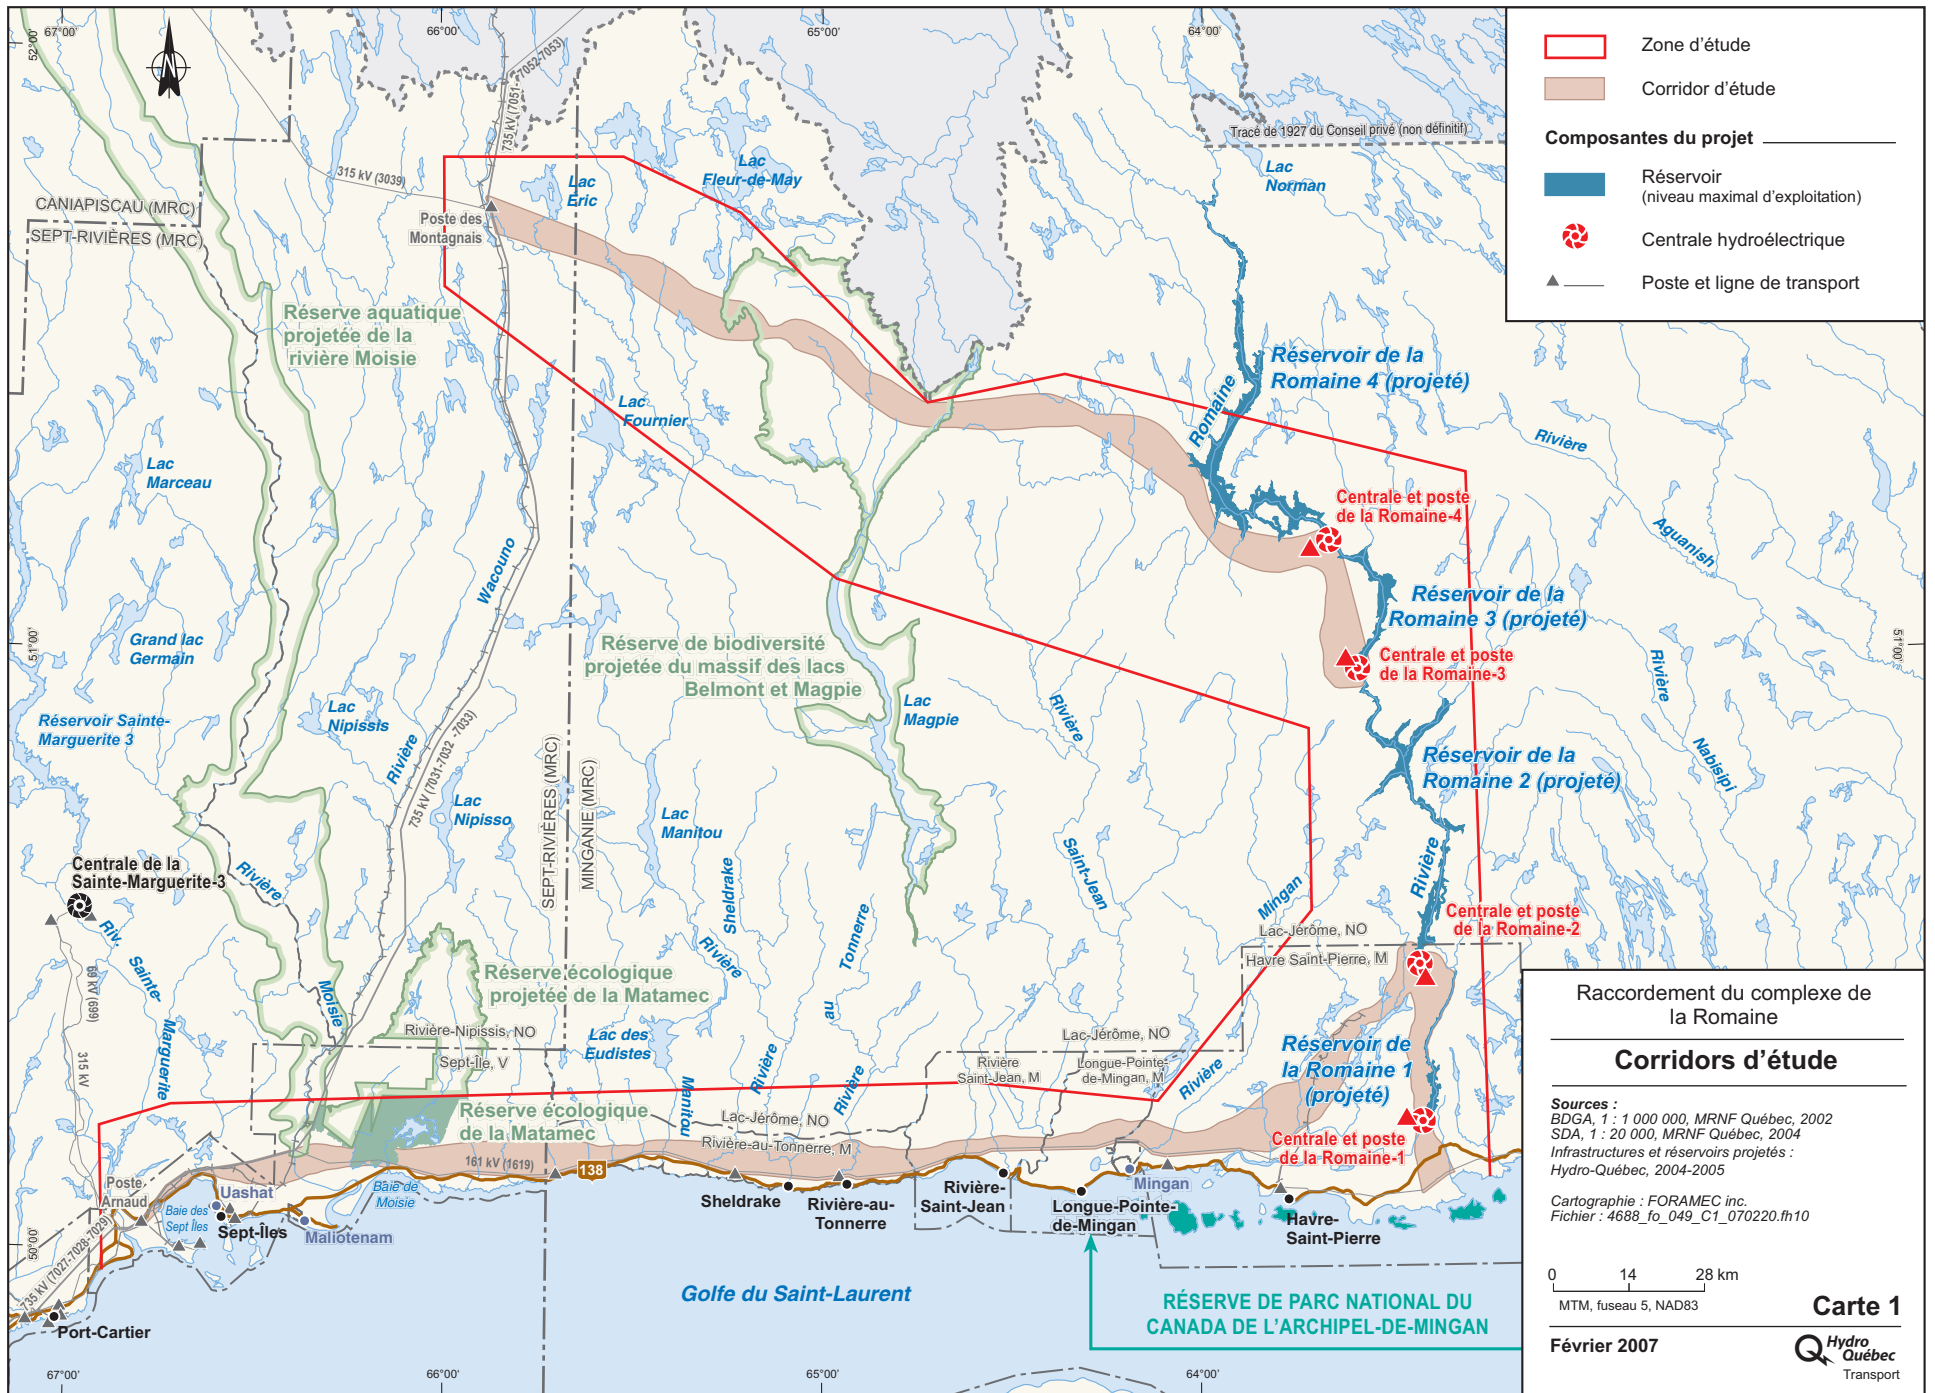 67°00'
66°00'
65°00'
64°00'
52°00'
Zone d'étude
Corridor d'étude
Composantes du projet
Réservoir
(niveau maximal d'exploitation)
Centrale hydroélectrique
Poste et ligne de transport
735 kV (7051-7052-7053)
Tracé de 1927 du Conseil privé (non définitif)
315 kV (3039)
Lac
Fleur-de-May
Lac
Eric
Lac
Norman
CANIAPISCAU (MRC)
SEPT-RIVIÈRES (MRC)
Poste des
Montagnais
Réserve aquatique
projetée de la
rivière Moisie
Réservoir de la
Romaine 4 (projeté)
Romaine
Lac
Fournier
Rivière
Lac
Marceau
Centrale et poste
de la Romaine-4
Aguanish
Wacouno
Réservoir de la
Romaine 3 (projeté)
51°00'
51°00'
Grand lac
Germain
Réserve de biodiversité
projetée du massif des lacs
Belmont et Magpie
Centrale et poste
de la Romaine-3
Rivière
Lac
Nipissis
Lac
Magpie
Rivière
Réservoir Sainte-
Marguerite 3
Rivière
735 kV (7031-7032 -7033)
SEPT-RIVIÈRES (MRC)
MINGANIE (MRC)
Réservoir de la
Romaine 2 (projeté)
Nabisipi
Lac
Nipisso
Lac
Manitou
Sheldrake
Saint-Jean
Rivière
Centrale de la
Sainte-Marguerite-3
Rivière
Mingan
Centrale et poste
de la Romaine-2
Riv.
Sainte-
Marguerite
Tonnerre
au
Rivière
Rivière
Lac-Jérôme, NO
Havre Saint-Pierre, M
69 kV (6099)
315 kV
Moisie
Réserve écologique
projetée de la Matamec
Rivière-Nipissis, NO
Sept-Île, V
Lac des
Eudistes
Rivière
Manitou
Lac-Jérôme, NO
Rivière
Saint-Jean, M
Longue-Pointe-
de-Mingan, M
Rivière
Réservoir de
la Romaine 1
(projeté)
Réserve écologique
de la Matamec
Lac-Jérôme, NO
Rivière-au-Tonnerre, M
Centrale et poste
de la Romaine-1
161 kV (1619)
138
Poste
Arnaud
Uashat
Baie des
Sept Îles
Sept-Îles
Maliotenam
Baie de
Moisie
Sheldrake
Rivière-au-
Tonnerre
Rivière-
Saint-Jean
Longue-Pointe-
de-Mingan
Mingan
Havre-
Saint-Pierre
50°00'
735 kV (7027-7028-7029)
Port-Cartier
Golfe du Saint-Laurent
RÉSERVE DE PARC NATIONAL DU
CANADA DE L'ARCHIPEL-DE-MINGAN
67°00'
66°00'
65°00'
64°00'
Raccordement du complexe de
la Romaine
Corridors d'étude
Sources :
BDGA, 1 : 1 000 000, MRNF Québec, 2002
SDA, 1 : 20 000, MRNF Québec, 2004
Infrastructures et réservoirs projetés :
Hydro-Québec, 2004-2005
Cartographie : FORAMEC inc.
Fichier : 4688_fo_049_C1_070220.fh10
0 14 28 km
MTM, fuseau 5, NAD83
Carte 1
Février 2007
Hydro
Québec
Transport